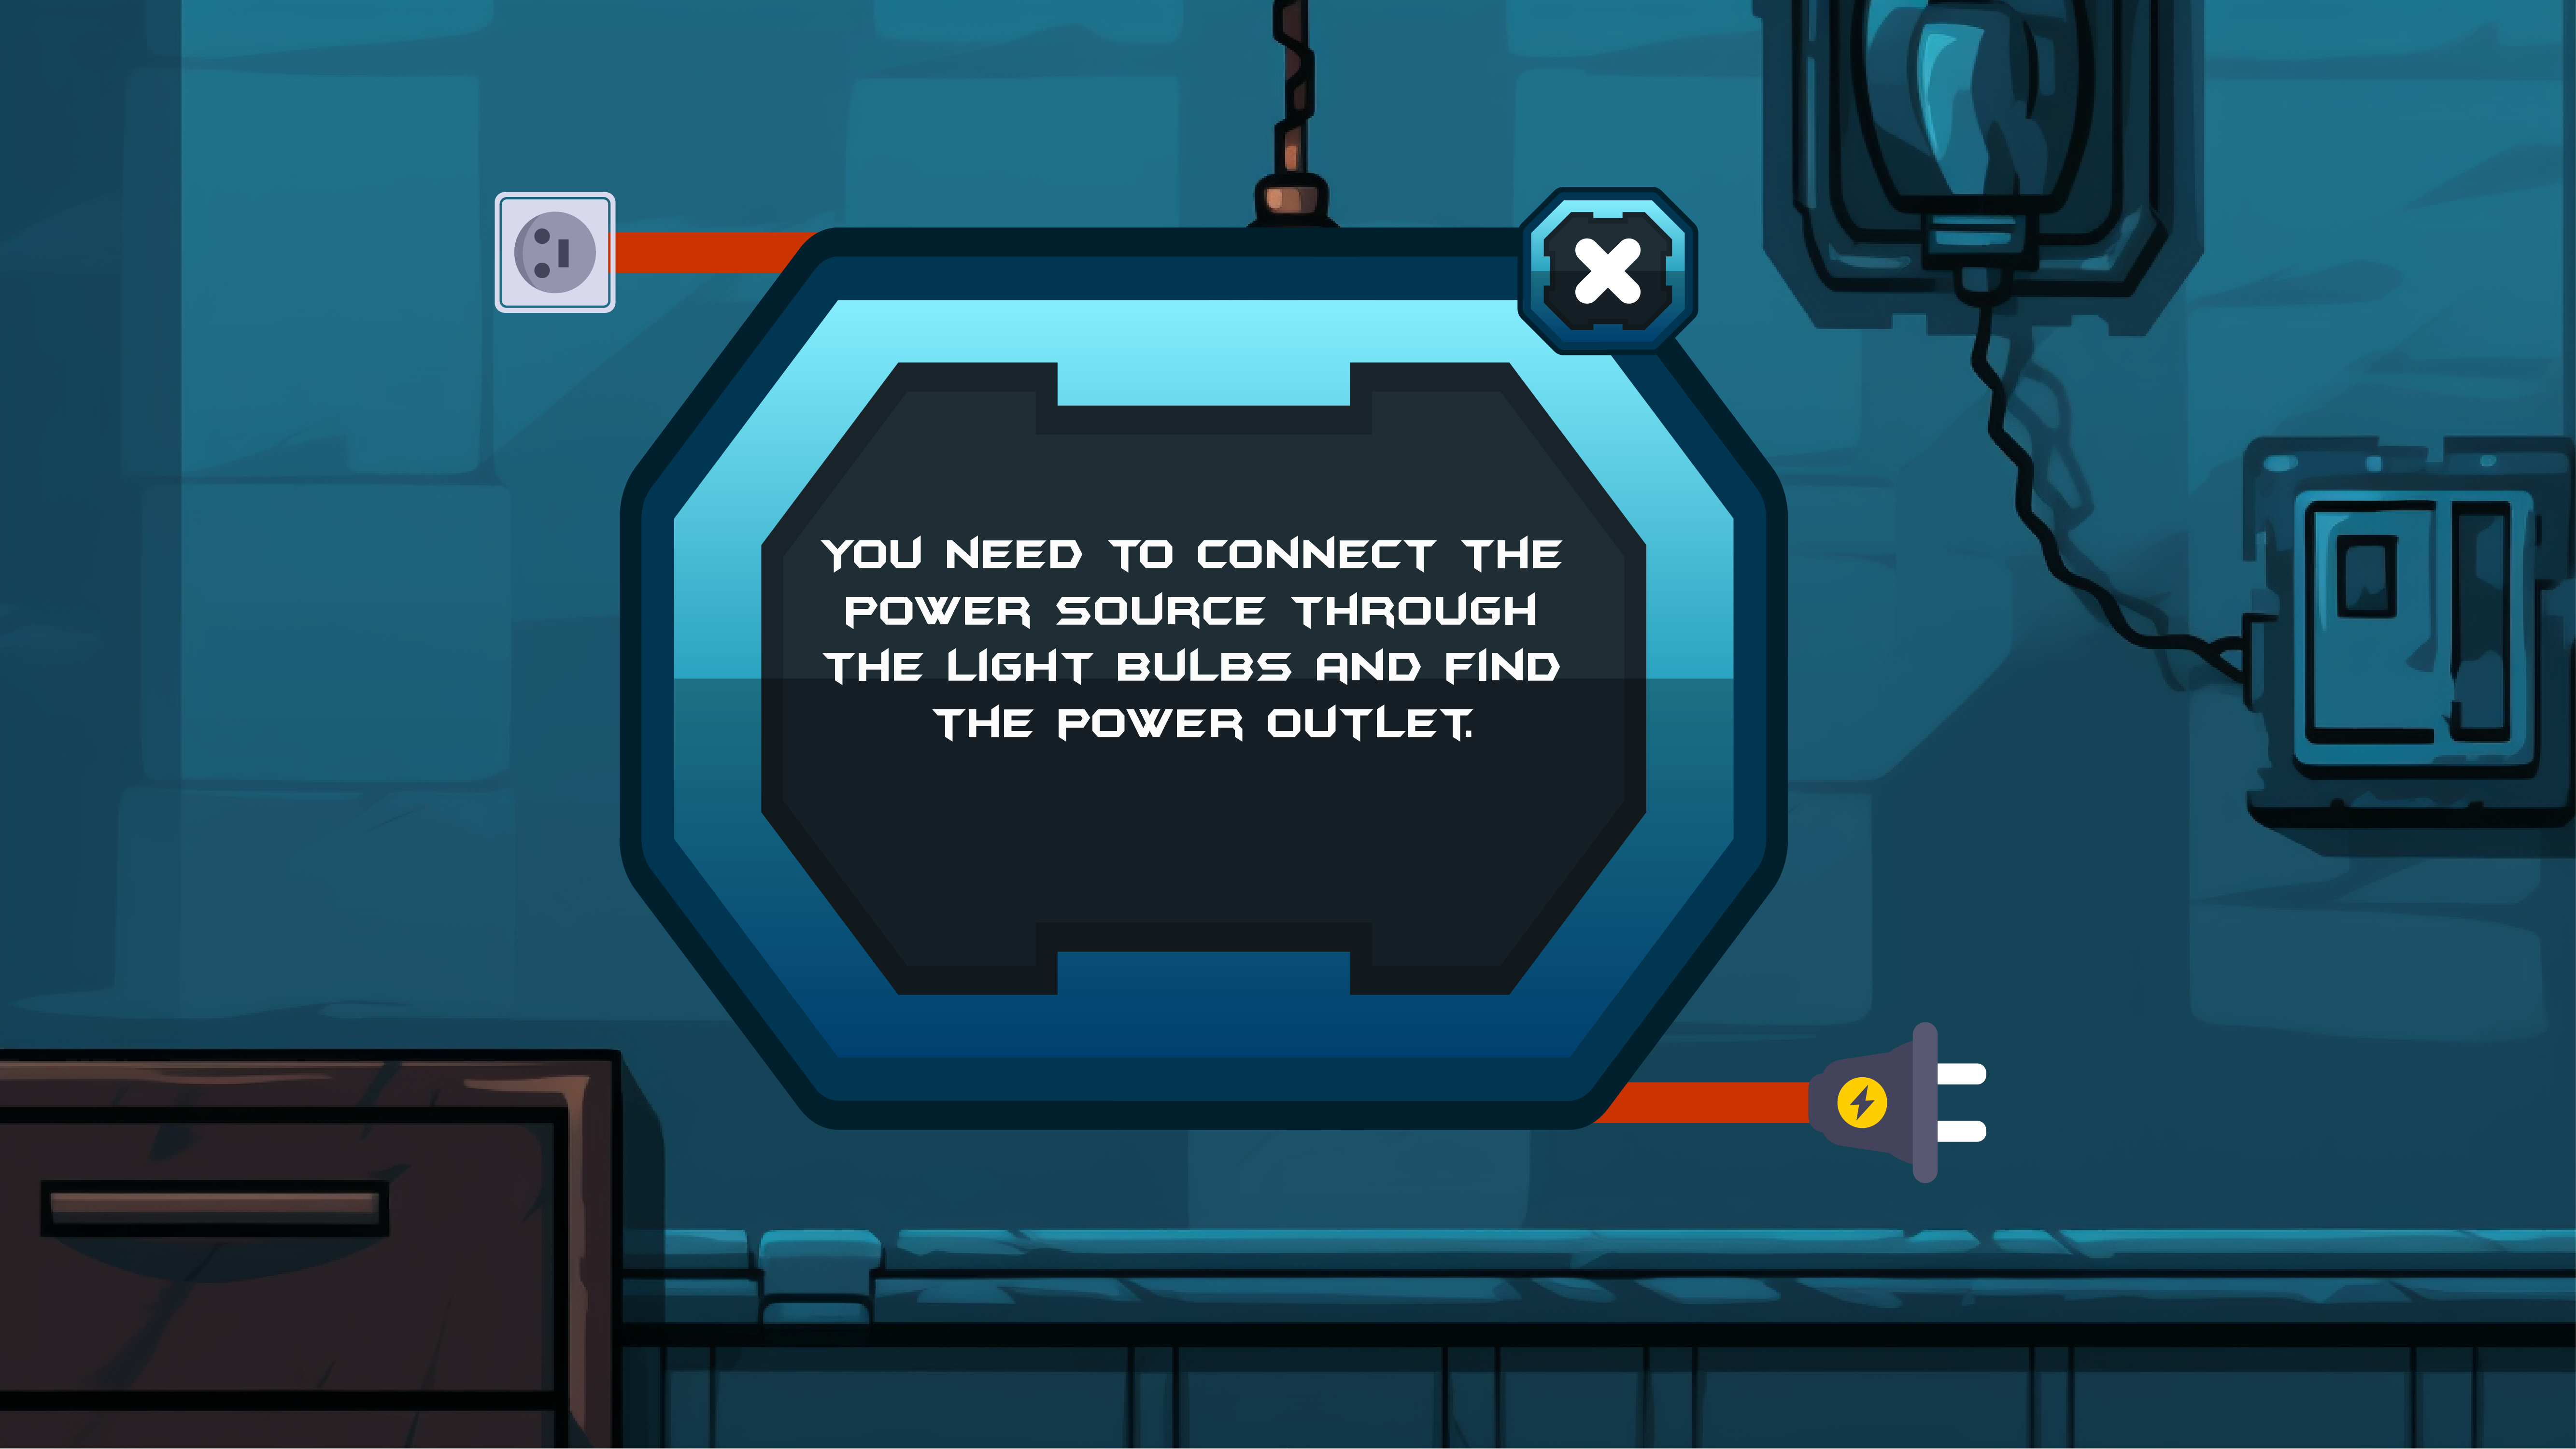 YOU NEED TO CONNECT THE
POWER SOURCE THROUGH
THE LIGHT BULBS AND FIND
THE POWER OUTLET.